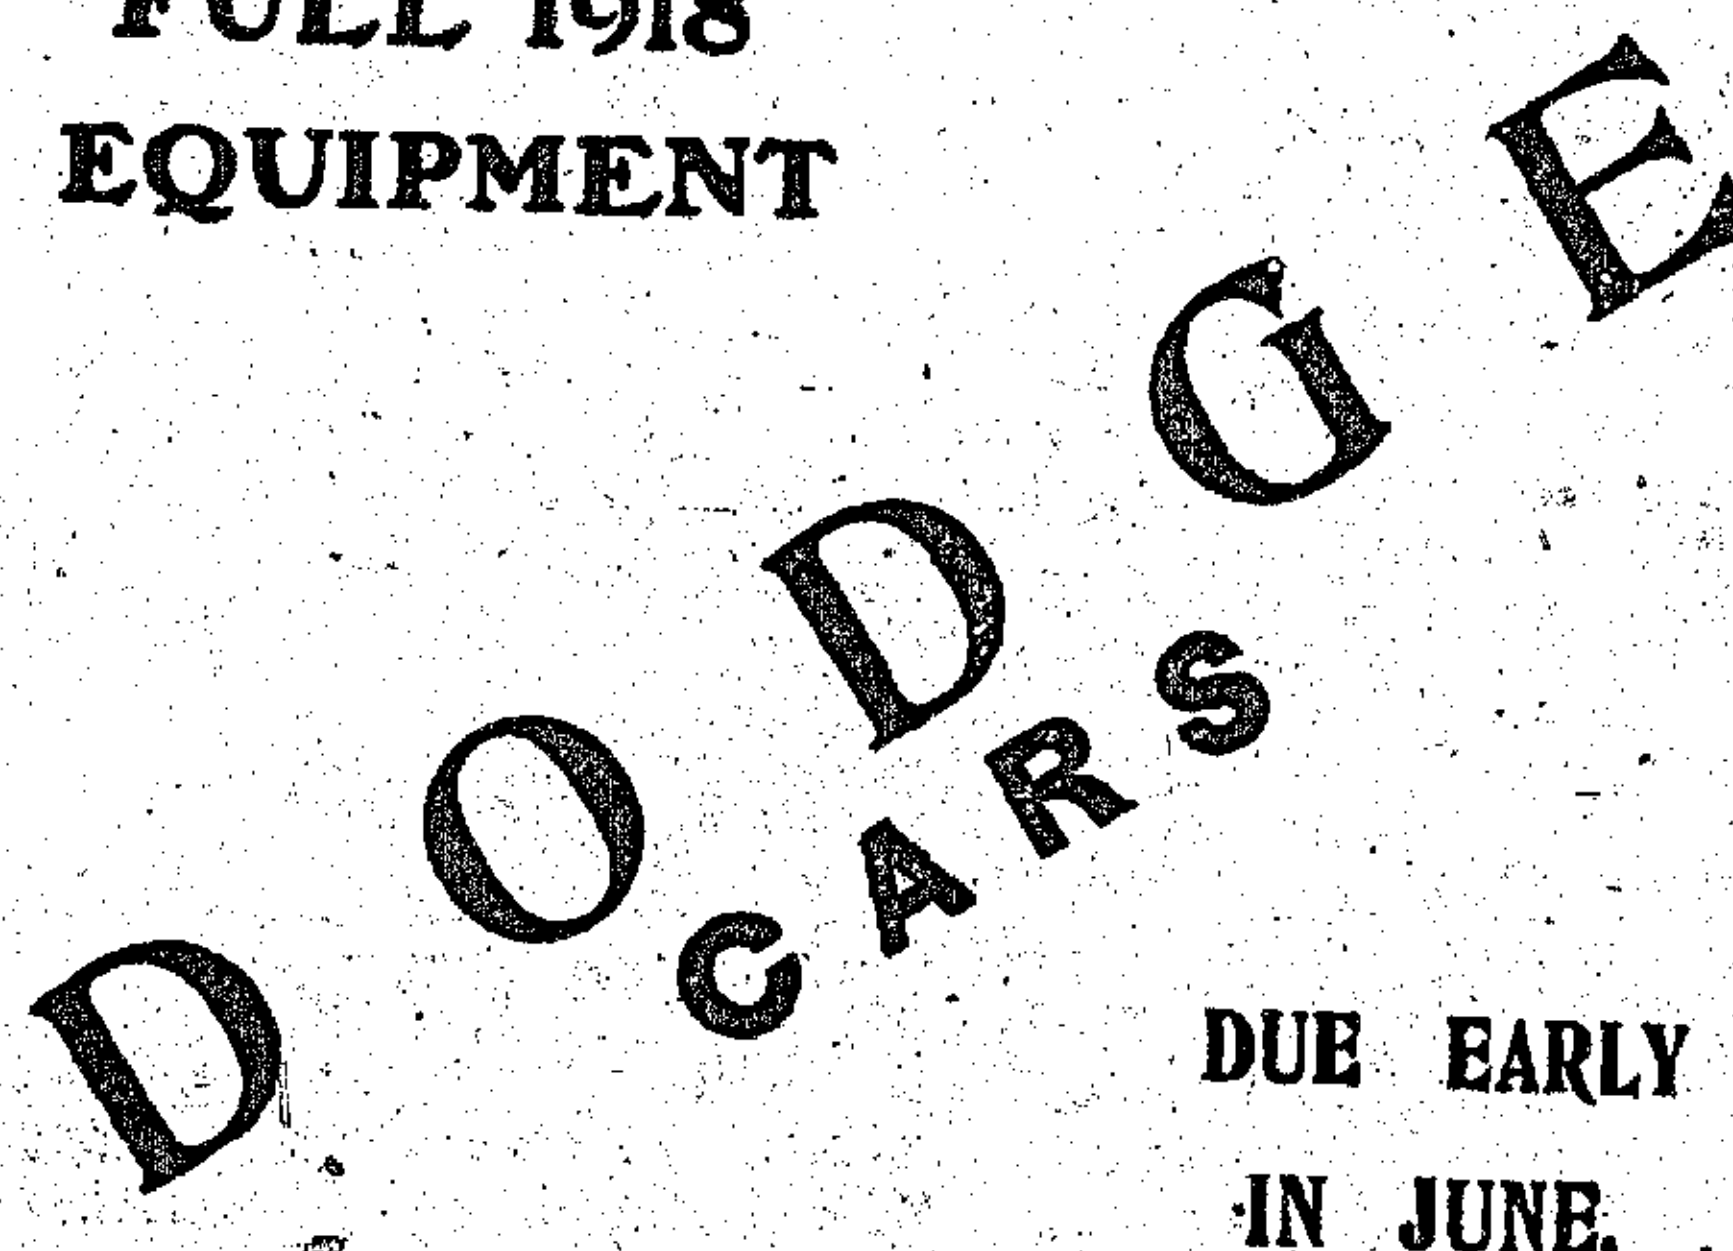 FULL 1918
EQUIPMENT
DODGE
CARS
DUE EARLY
IN JUNE.